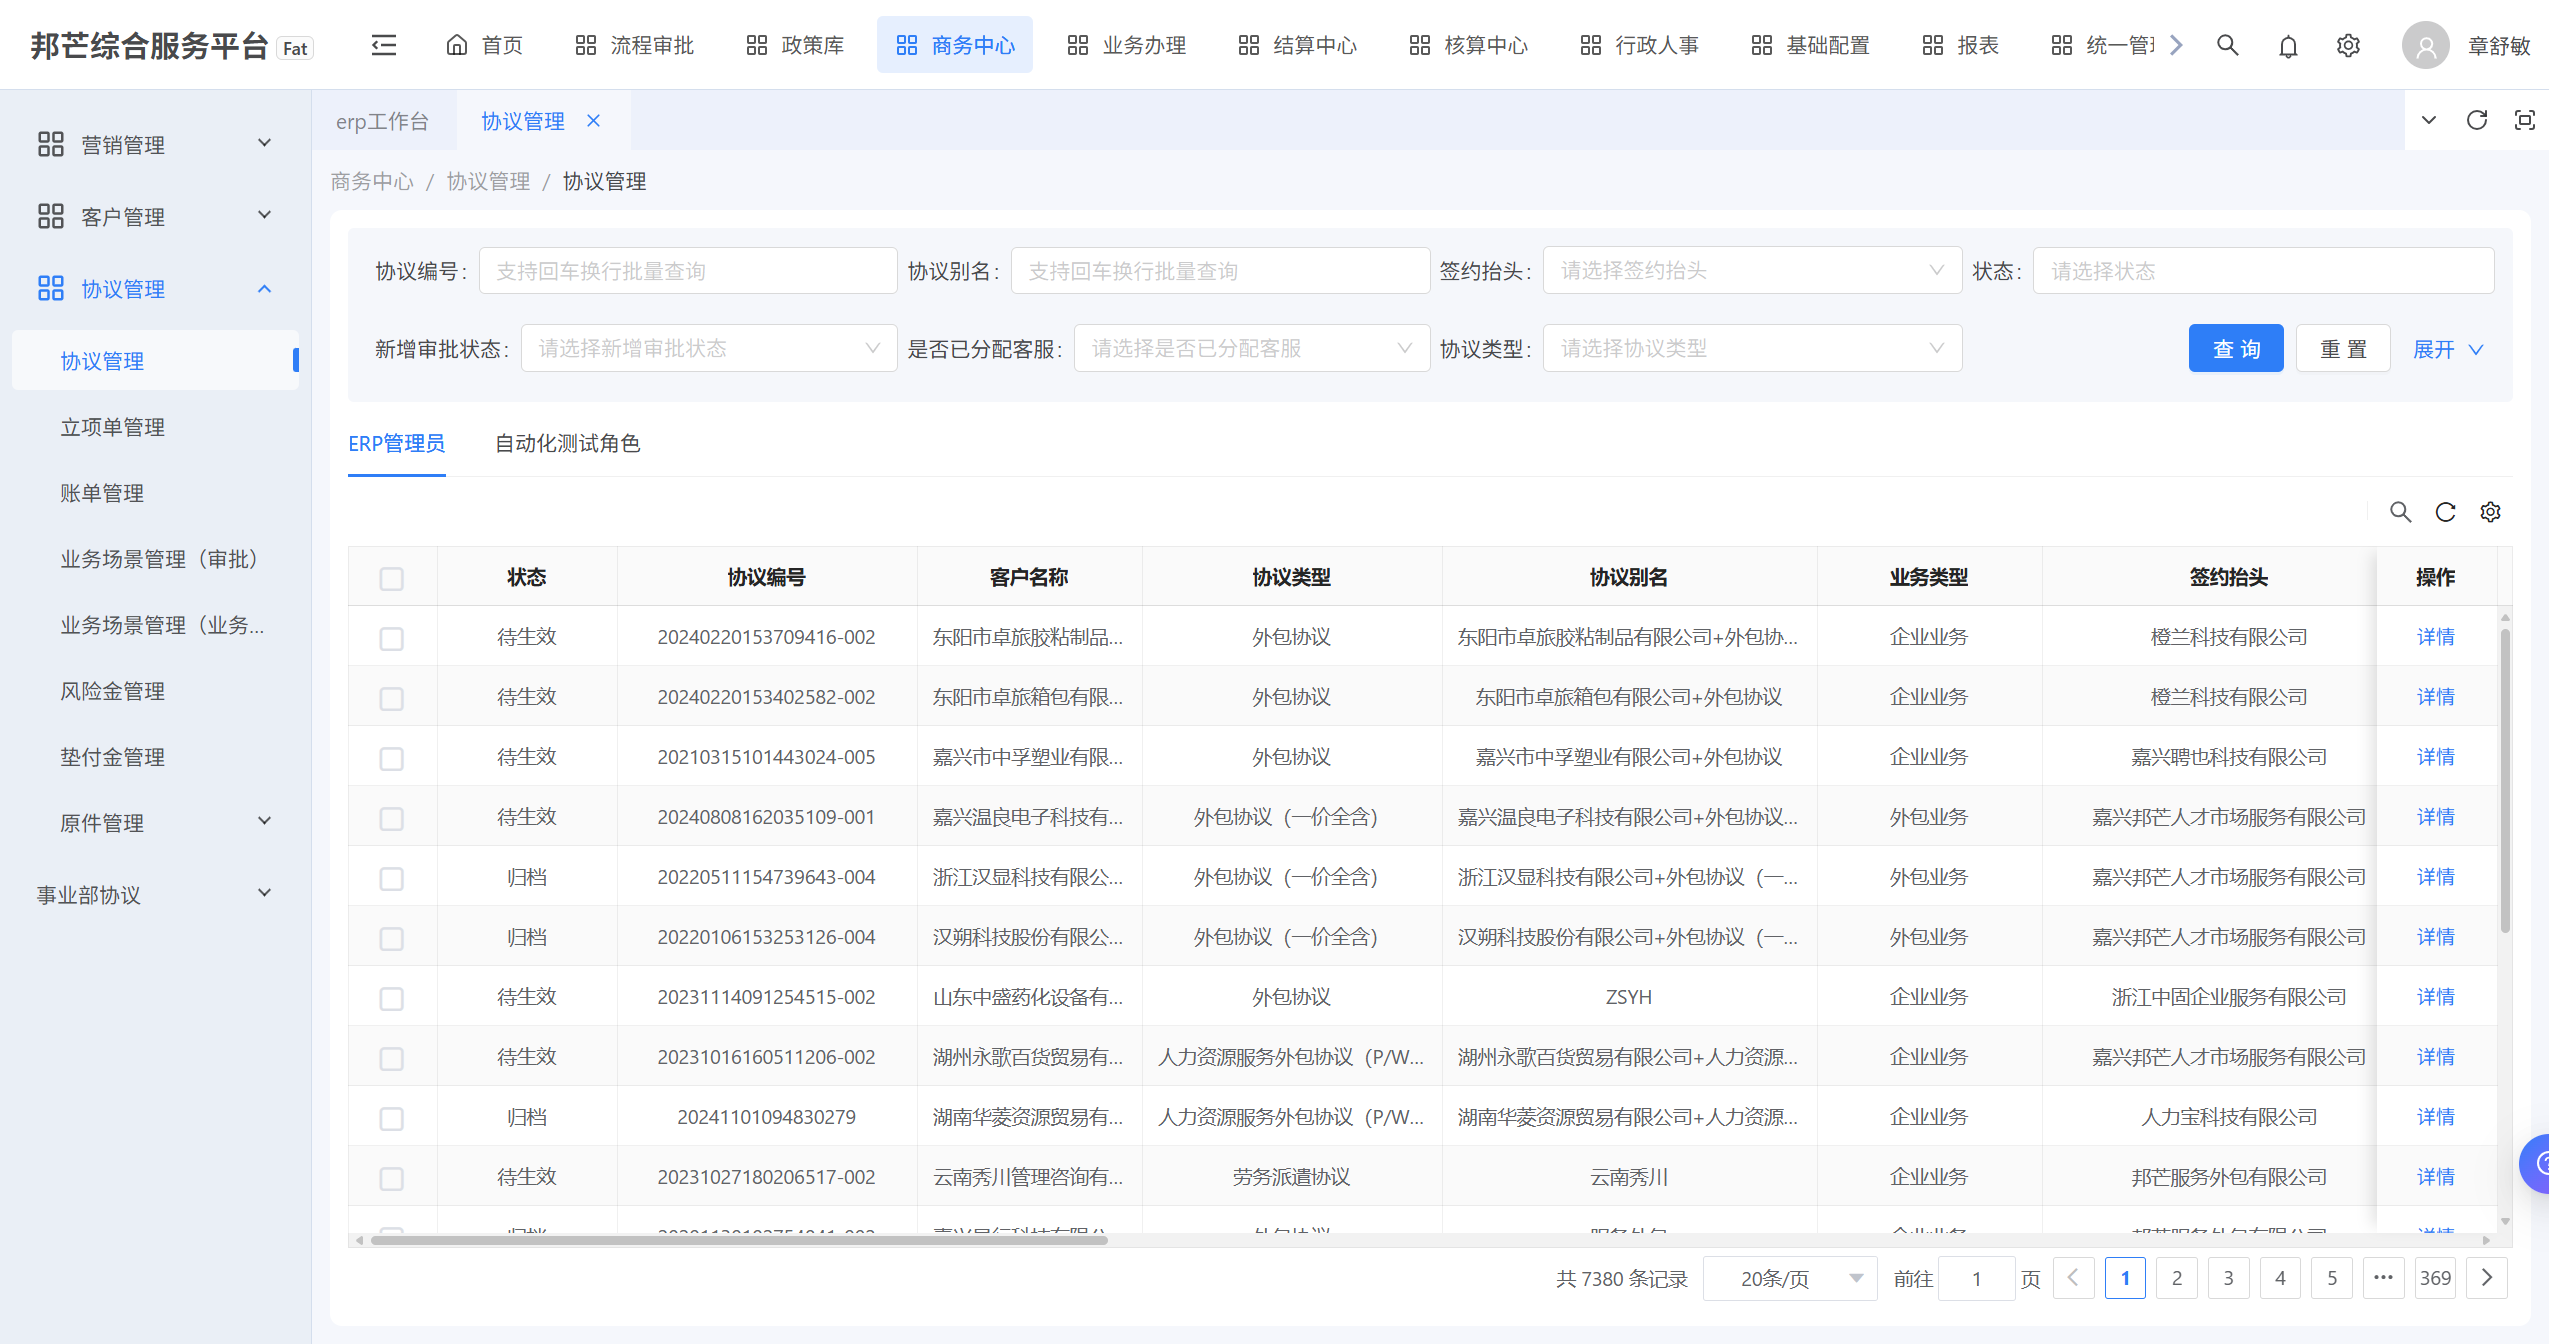 邦芒综合服务平台 Fat 首页 流程审批 政策库 商务中心 业务办理 结算中心 核算中心 行政人事 基础配置 报表 统一管 章舒敏
营销管理
客户管理
协议管理
协议管理
立项单管理
账单管理
业务场景管理（审批）
业务场景管理（业务...
风险金管理
垫付金管理
原件管理
事业部协议
erp工作台 协议管理
商务中心 / 协议管理 / 协议管理
协议编号: 支持回车换行批量查询 协议别名: 支持回车换行批量查询 签约抬头: 请选择签约抬头 状态: 请选择状态
新增审批状态: 请选择新增审批状态 是否已分配客服: 请选择是否已分配客服 协议类型: 请选择协议类型 查 询 重 置 展开
ERP管理员 自动化测试角色
状态 协议编号 客户名称 协议类型 协议别名 业务类型 签约抬头 操作
待生效 20240220153709416-002 东阳市卓旅胶粘制品... 外包协议 东阳市卓旅胶粘制品有限公司+外包协... 企业业务 橙兰科技有限公司 详情
待生效 20240220153402582-002 东阳市卓旅箱包有限... 外包协议 东阳市卓旅箱包有限公司+外包协议 企业业务 橙兰科技有限公司 详情
待生效 20210315101443024-005 嘉兴市中孚塑业有限... 外包协议 嘉兴市中孚塑业有限公司+外包协议 企业业务 嘉兴聘也科技有限公司 详情
待生效 20240808162035109-001 嘉兴温良电子科技有... 外包协议（一价全含） 嘉兴温良电子科技有限公司+外包协议... 外包业务 嘉兴邦芒人才市场服务有限公司 详情
归档 20220511154739643-004 浙江汉显科技有限公... 外包协议（一价全含） 浙江汉显科技有限公司+外包协议（一... 外包业务 嘉兴邦芒人才市场服务有限公司 详情
归档 20220106153253126-004 汉朔科技股份有限公... 外包协议（一价全含） 汉朔科技股份有限公司+外包协议（一... 外包业务 嘉兴邦芒人才市场服务有限公司 详情
待生效 20231114091254515-002 山东中盛药化设备有... 外包协议 ZSYH 企业业务 浙江中固企业服务有限公司 详情
待生效 20231016160511206-002 湖州永歌百货贸易有... 人力资源服务外包协议（P/W... 湖州永歌百货贸易有限公司+人力资源... 企业业务 嘉兴邦芒人才市场服务有限公司 详情
归档 20241101094830279 湖南华菱资源贸易有... 人力资源服务外包协议（P/W... 湖南华菱资源贸易有限公司+人力资源... 企业业务 人力宝科技有限公司 详情
待生效 20231027180206517-002 云南秀川管理咨询有... 劳务派遣协议 云南秀川 企业业务 邦芒服务外包有限公司 详情
共 7380 条记录 20条/页 前往 1 页 1 2 3 4 5 ••• 369